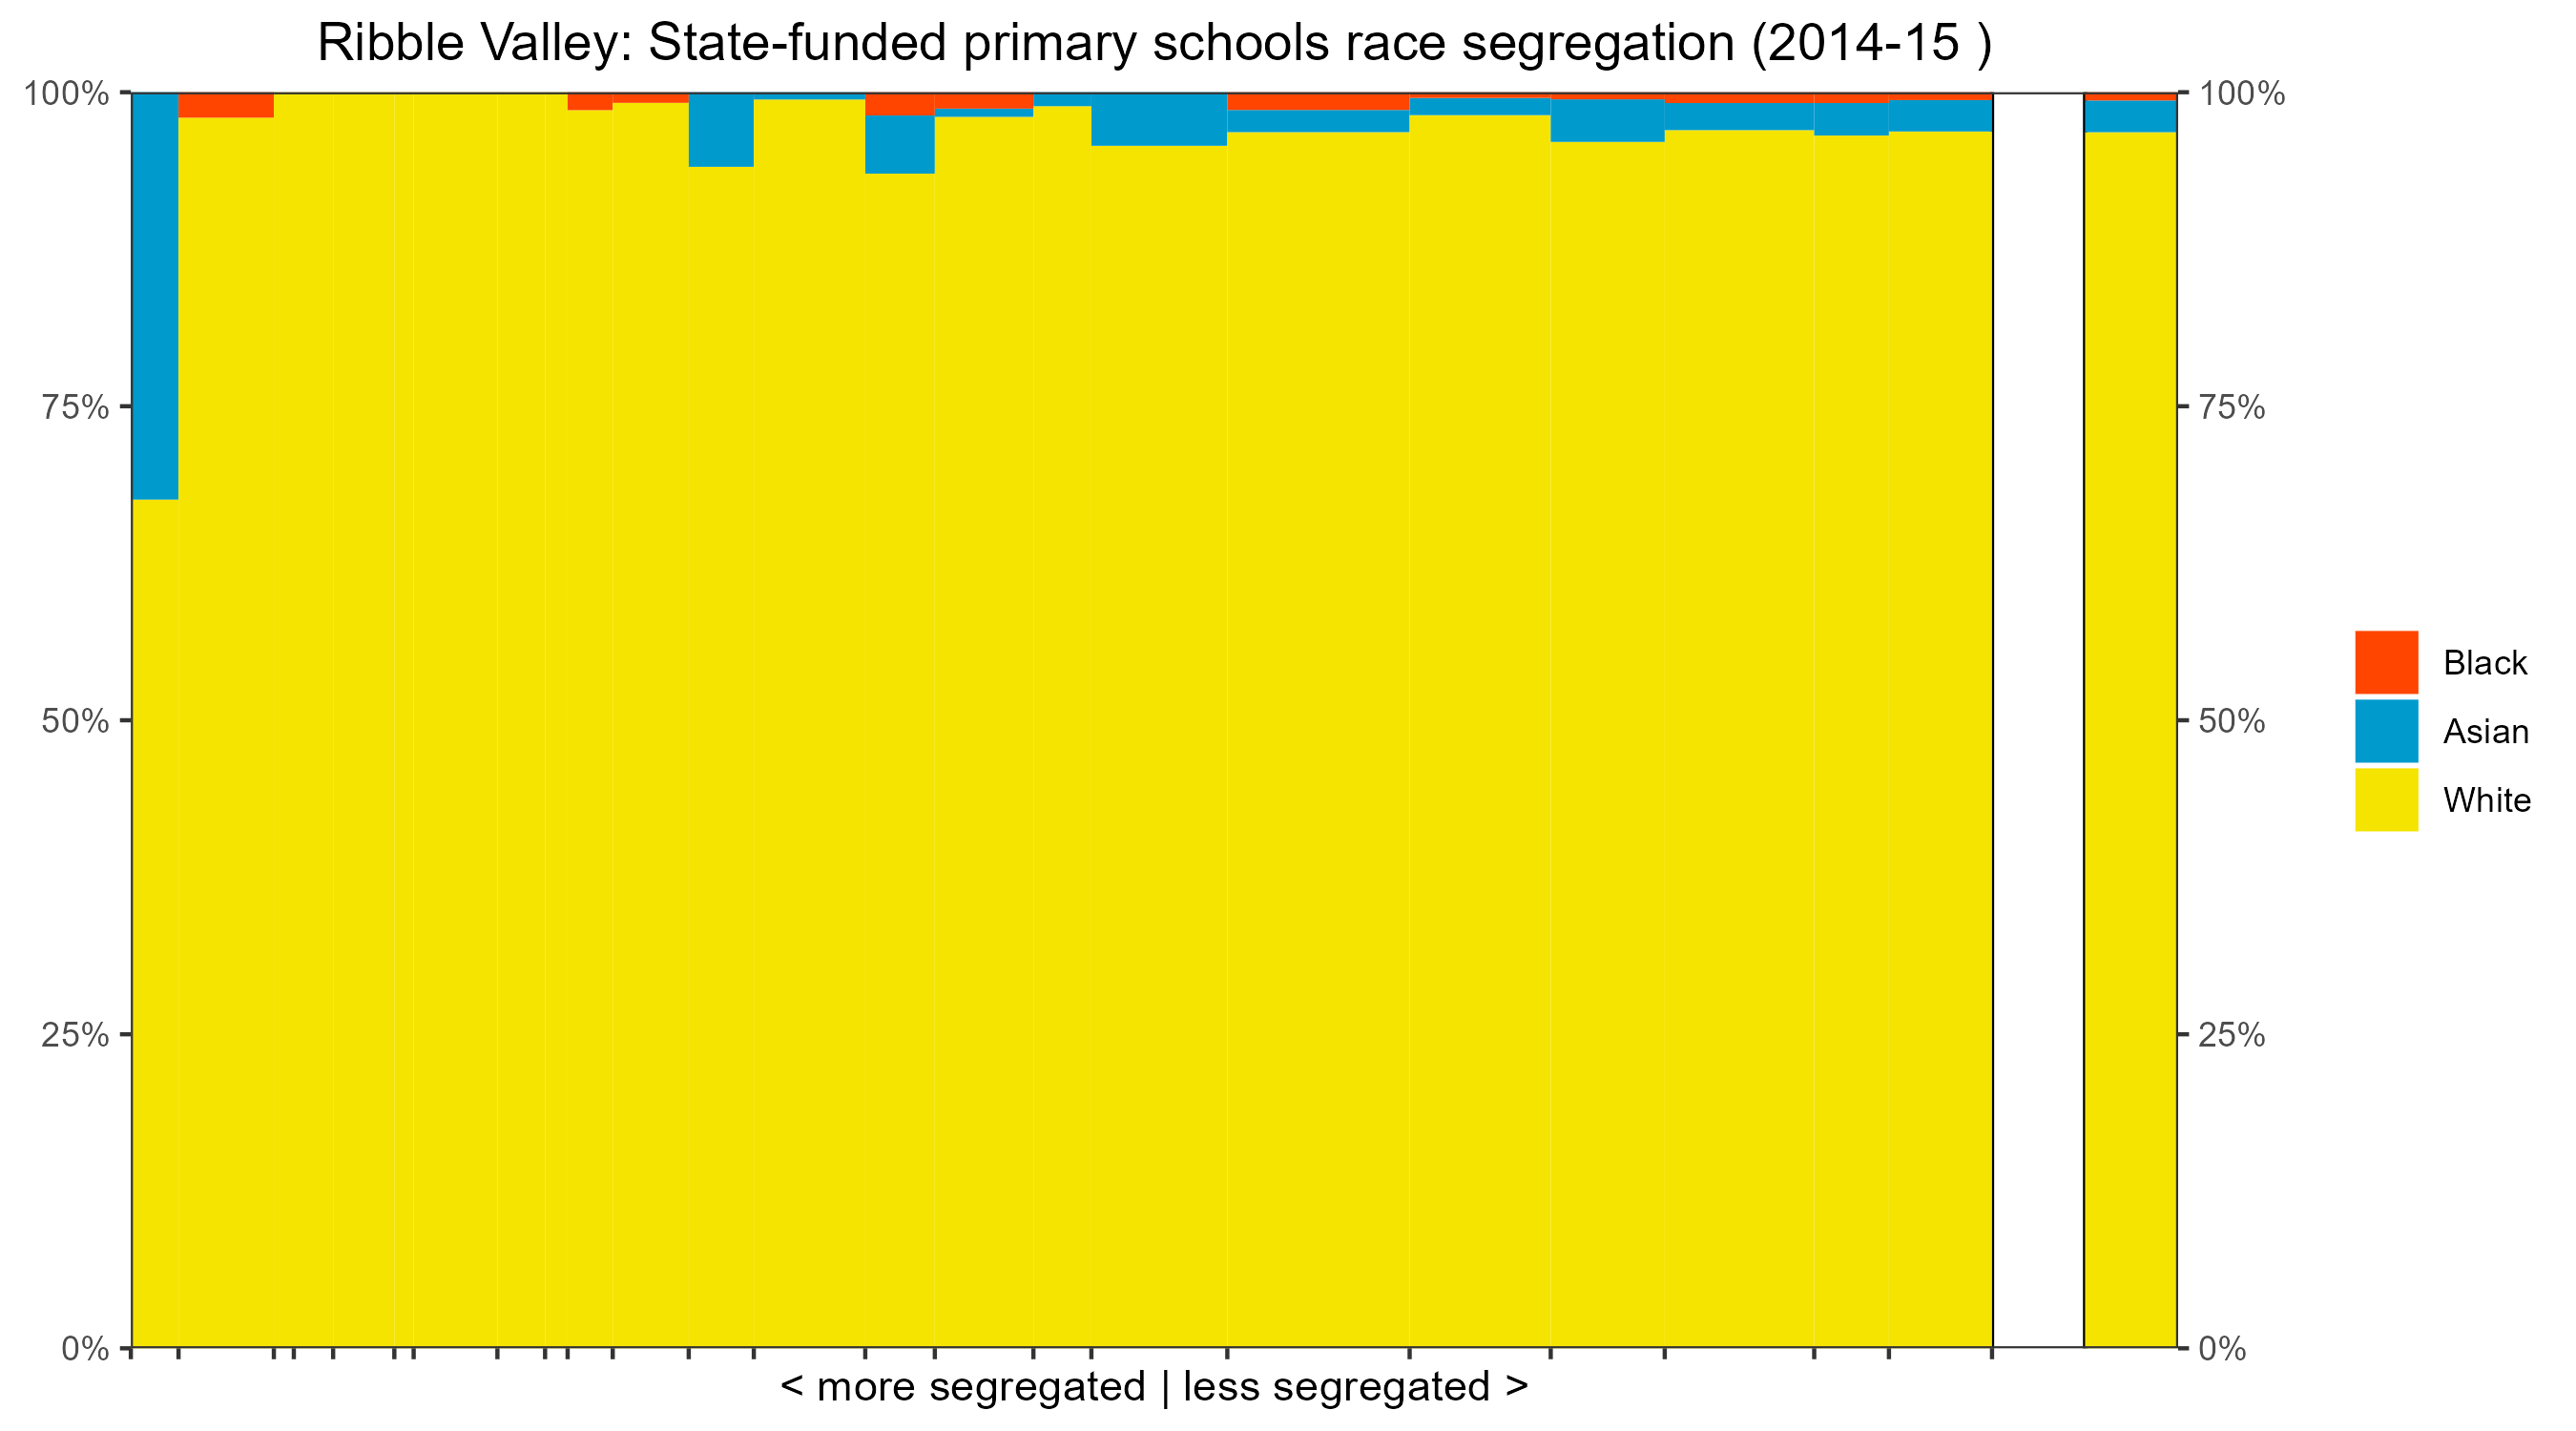 Ribble Valley: State-funded primary schools race segregation (2014-15 )
100%
75%
50%
25%
0%
100%
75%
50%
25%
0%
Black
Asian
White
< more segregated | less segregated >